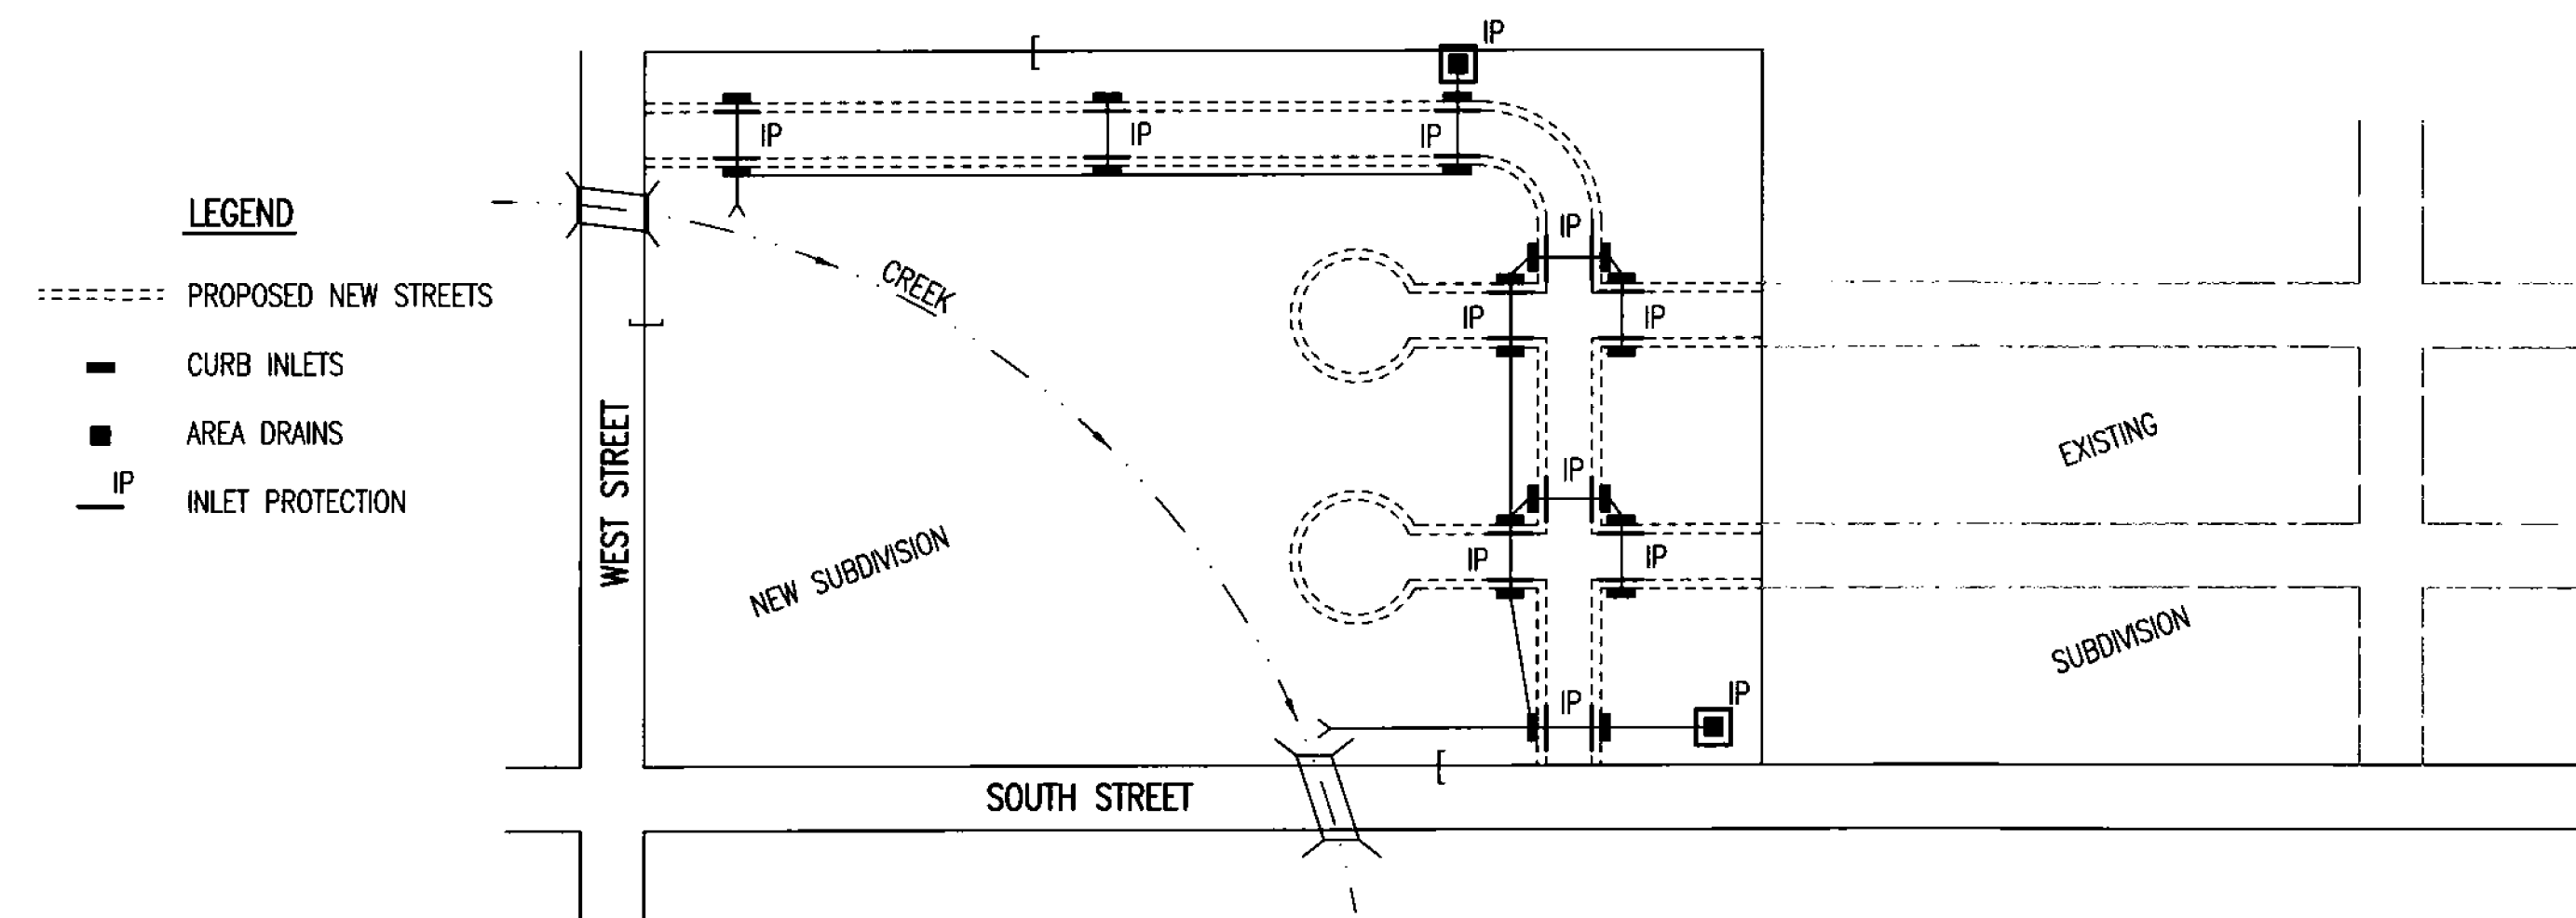 IP
IP
IP
IP
LEGEND
PROPOSED NEW STREETS
CURB INLETS
AREA DRAINS
IP
INLET PROTECTION
CREEK
IP
IP
IP
WEST STREET
NEW SUBDIVISION
EXISTING
SUBDIVISION
IP
IP
IP
IP
IP
SOUTH STREET